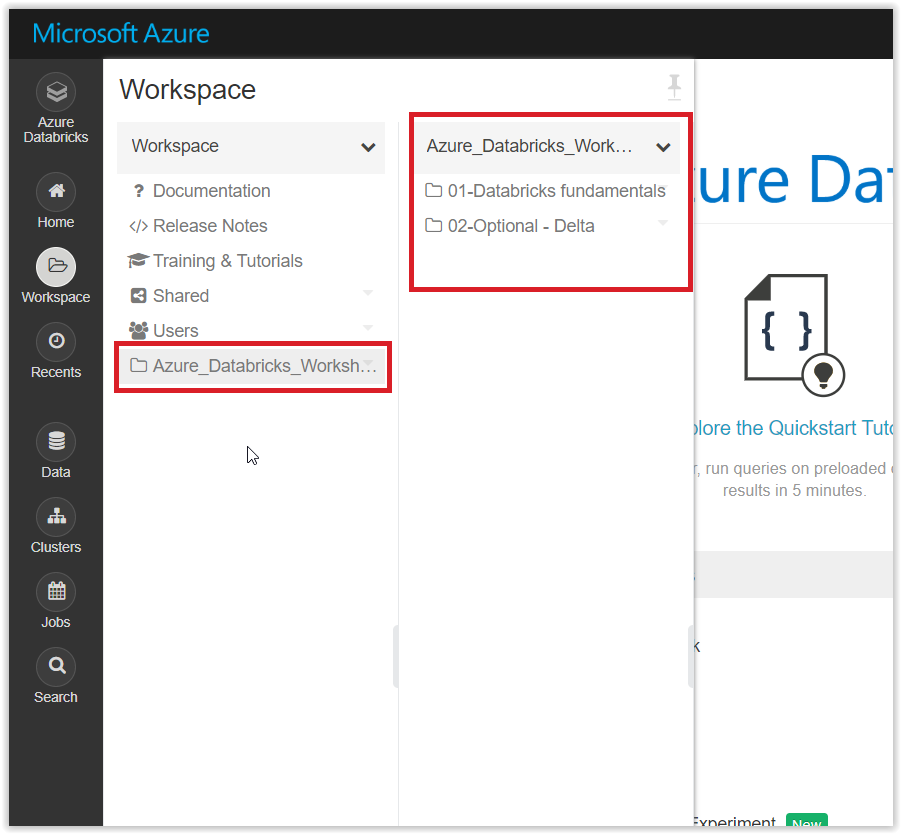 Microsoft Azure
Azure
Databricks
Home
Workspace
Recents
Data
Clusters
Jobs
Search
Workspace
Workspace
? Documentation
</> Release Notes
Training & Tutorials
Shared
Users
Azure_Databricks_Worksh…
Azure_Databricks_Work…
01-Databricks fundamentals
02-Optional - Delta
ure Dat
{ }
plore the Quickstart Tuto
r, run queries on preloaded
results in 5 minutes.
k
Experiment New